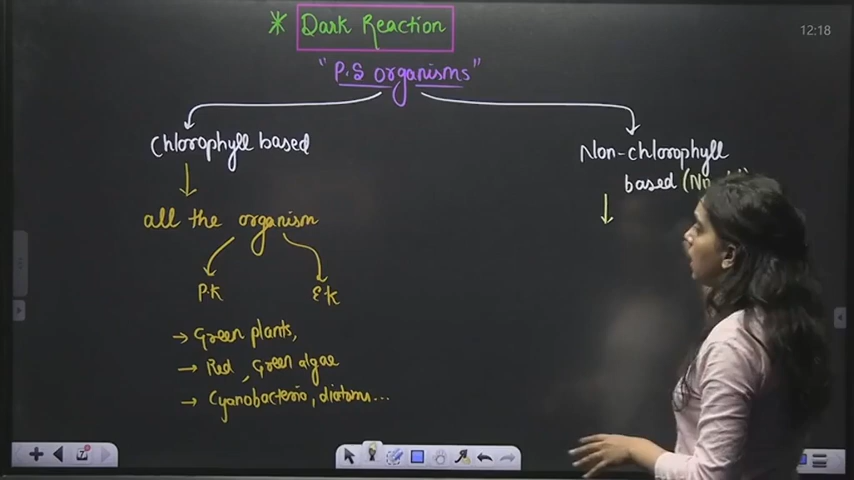 * Dark Reaction
12:18
"P.S organisms"
Chlorophyll based
Non-chlorophyll
based
all the organism
P.K
E.K
→ Green plants,
→ Red, Green algae
→ Cyanobacteria, diatoms...